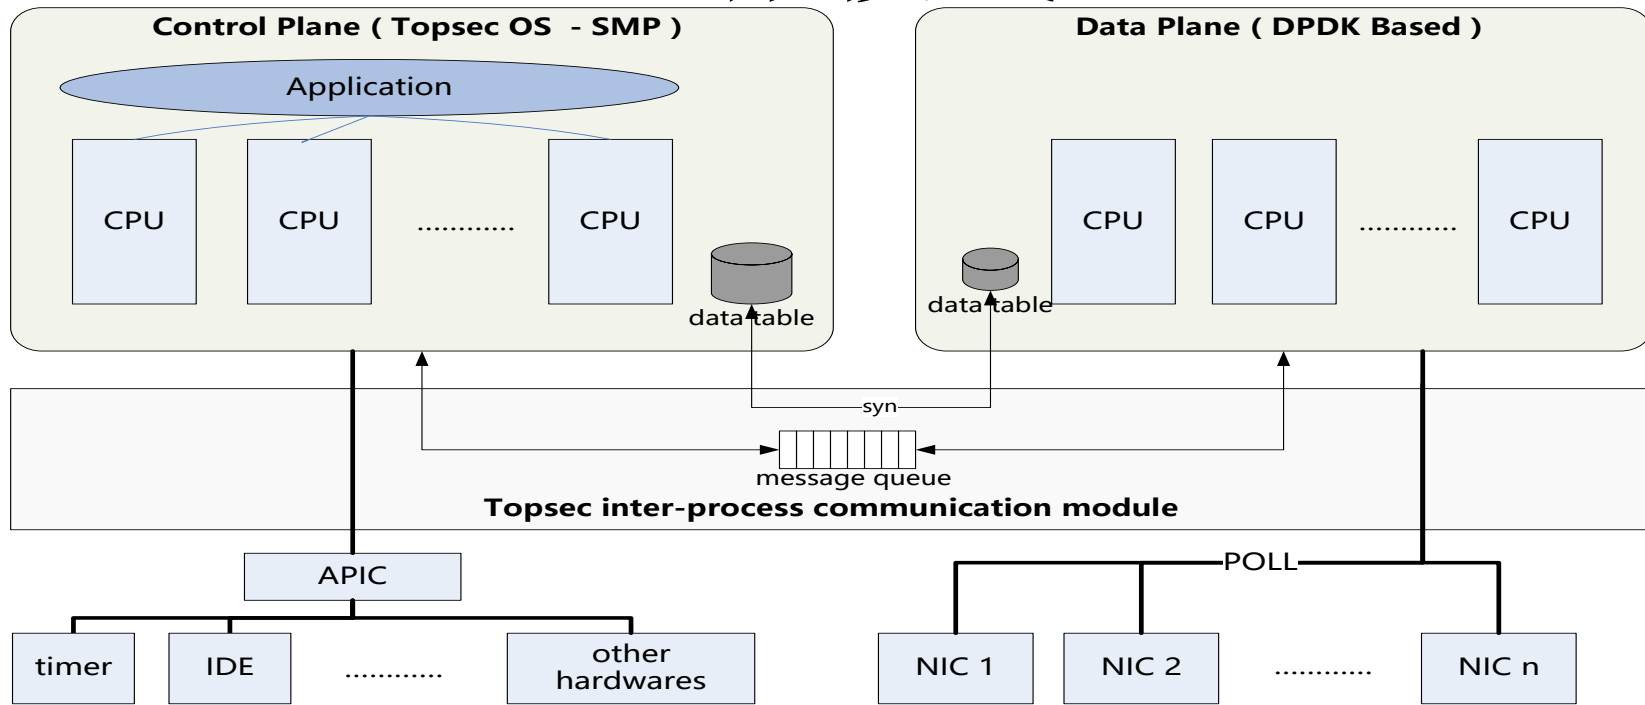 Control Plane ( Topsec OS - SMP )
Application
CPU
CPU
............
CPU
data table
Data Plane ( DPDK Based )
data table
CPU
CPU
............
CPU
syn
message queue
Topsec inter-process communication module
APIC
timer
IDE
............
other
hardwares
POLL
NIC 1
NIC 2
............
NIC n